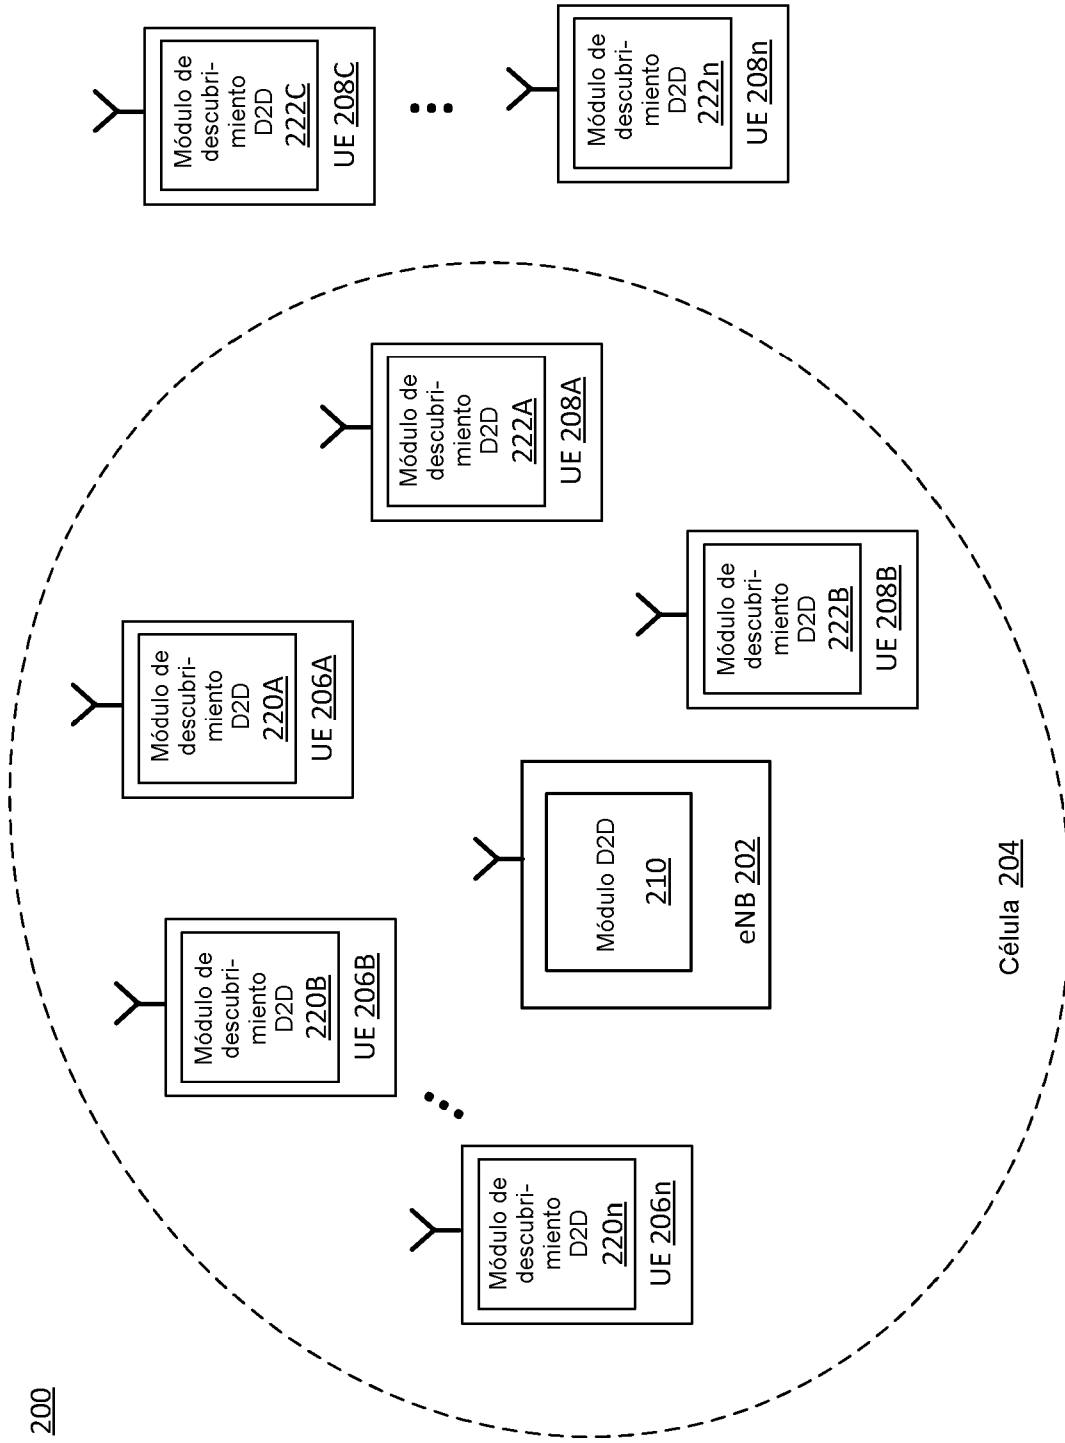 200
Módulo de
descubri-
miento
D2D
220A
UE 206A
Módulo de
descubri-
miento
D2D
222C
UE 208C
Módulo de
descubri-
miento
D2D
220B
UE 206B
Módulo de
descubri-
miento
D2D
222A
UE 208A
Módulo de
descubri-
miento
D2D
220n
UE 206n
Módulo D2D
210
eNB 202
Módulo de
descubri-
miento
D2D
222n
UE 208n
Módulo de
descubri-
miento
D2D
222B
UE 208B
Célula 204